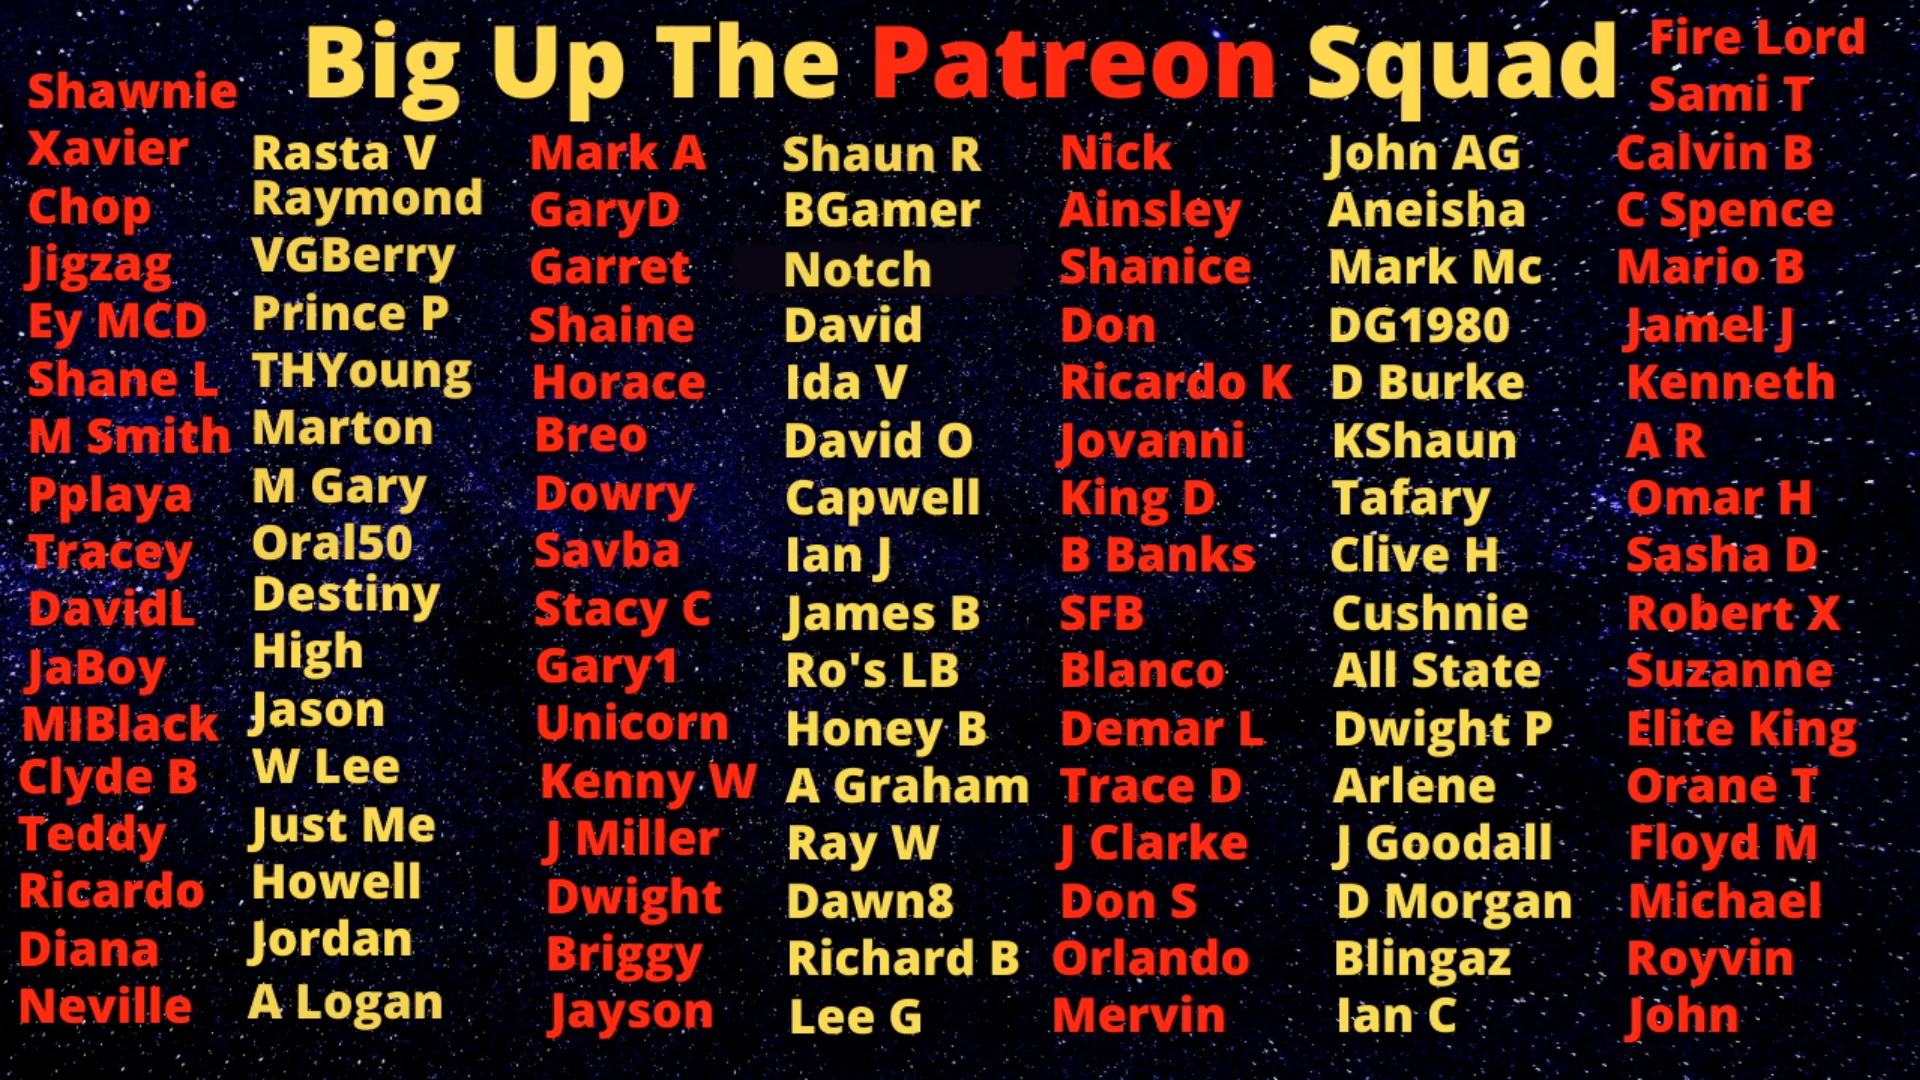 Big Up The Patreon Squad
Shawnie
Xavier
Chop
Jigzag
Ey MCD
Shane L
M Smith
Pplaya
Tracey
DavidL
JaBoy
MIBlack
Clyde B
Teddy
Ricardo
Diana
Neville
Rasta V
Raymond
VGBerry
Prince P
THYoung
Marton
M Gary
Oral50
Destiny
High
Jason
W Lee
Just Me
Howell
Jordan
A Logan
Mark A
GaryD
Garret
Shaine
Horace
Breo
Dowry
Savba
Stacy C
Gary1
Unicorn
Kenny W
J Miller
Dwight
Briggy
Jayson
Shaun R
BGamer
Notch
David
Ida V
David O
Capwell
Ian J
James B
Ro's LB
Honey B
A Graham
Ray W
Dawn8
Richard B
Lee G
Nick
Ainsley
Shanice
Don
Ricardo K
Jovanni
King D
B Banks
SFB
Blanco
Demar L
Trace D
J Clarke
Don S
Orlando
Mervin
John AG
Aneisha
Mark Mc
DG1980
D Burke
KShaun
Tafary
Clive H
Cushnie
All State
Dwight P
Arlene
J Goodall
D Morgan
Blingaz
Ian C
Fire Lord
Sami T
Calvin B
C Spence
Mario B
Jamel J
Kenneth
A R
Omar H
Sasha D
Robert X
Suzanne
Elite King
Orane T
Floyd M
Michael
Royvin
John